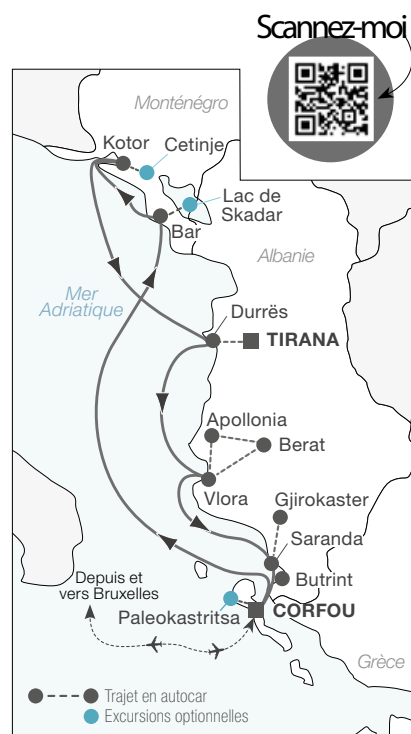 Scannez-moi
Monténégro
Kotor
Cetinje
Lac de
Skadar
Bar
Albanie
Mer
Adriatique
Durrës
TIRANA
Apollonia
Berat
Vlora
Gjirokaster
Saranda
Butrint
Depuis et
vers Bruxelles
Paleokastritsa
CORFOU
Grèce
Trajet en autocar
Excursions optionnelles